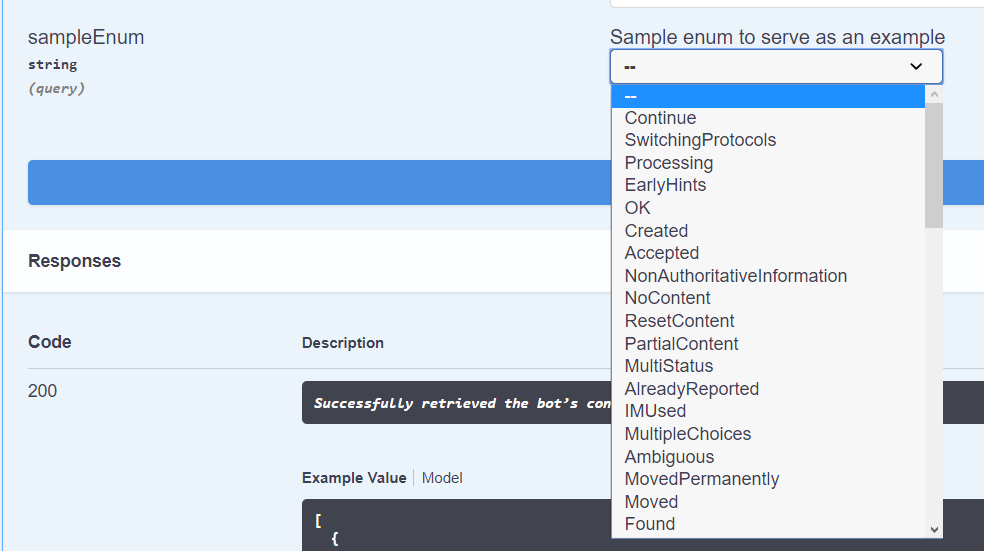 sampleEnum
string
(query)
Sample enum to serve as an example
--
--
Continue
SwitchingProtocols
Processing
EarlyHints
OK
Created
Accepted
NonAuthoritativeInformation
NoContent
ResetContent
PartialContent
MultiStatus
AlreadyReported
IMUsed
MultipleChoices
Ambiguous
MovedPermanently
Moved
Found
Responses
Code Description
200
Successfully retrieved the bot’s con
Example Value Model
[
{